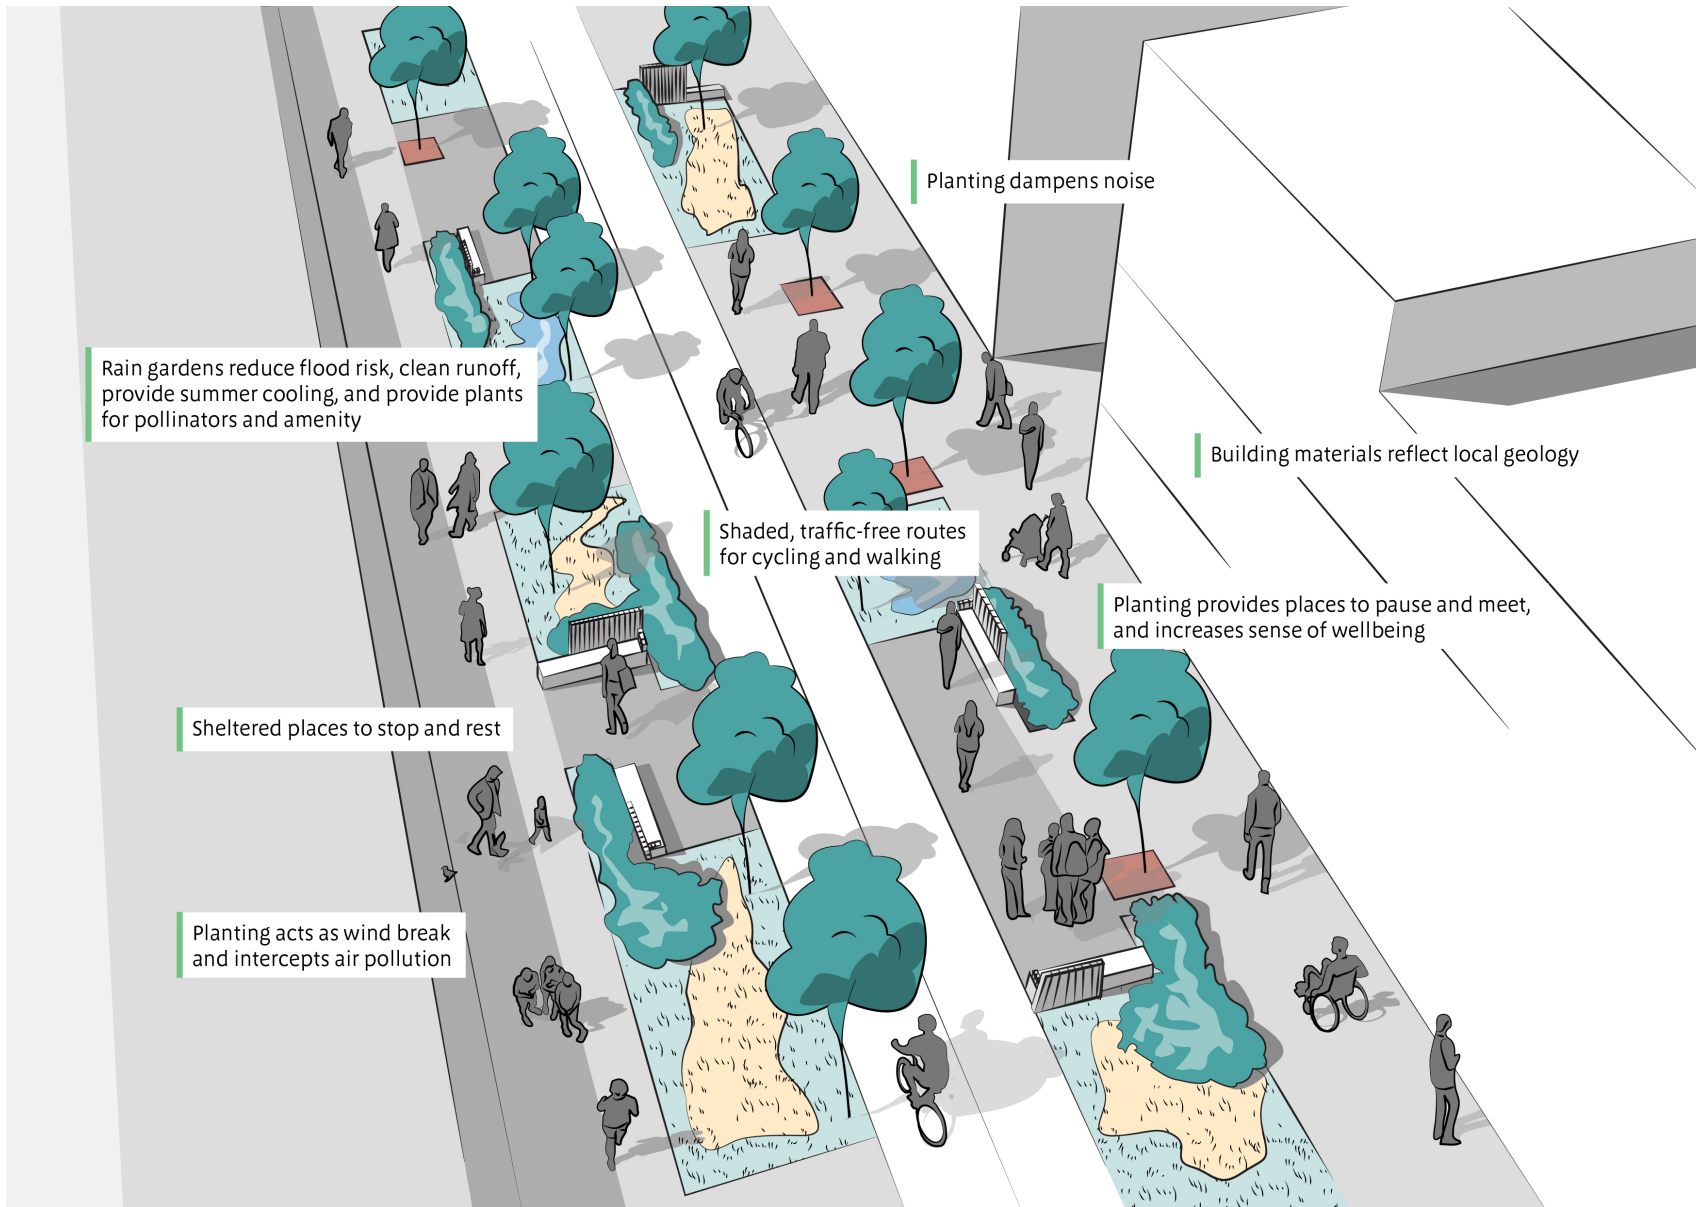 Planting dampens noise
Rain gardens reduce flood risk, clean runoff,
provide summer cooling, and provide plants
for pollinators and amenity
Building materials reflect local geology
Shaded, traffic-free routes
for cycling and walking
Planting provides places to pause and meet,
and increases sense of wellbeing
Sheltered places to stop and rest
Planting acts as wind break
and intercepts air pollution